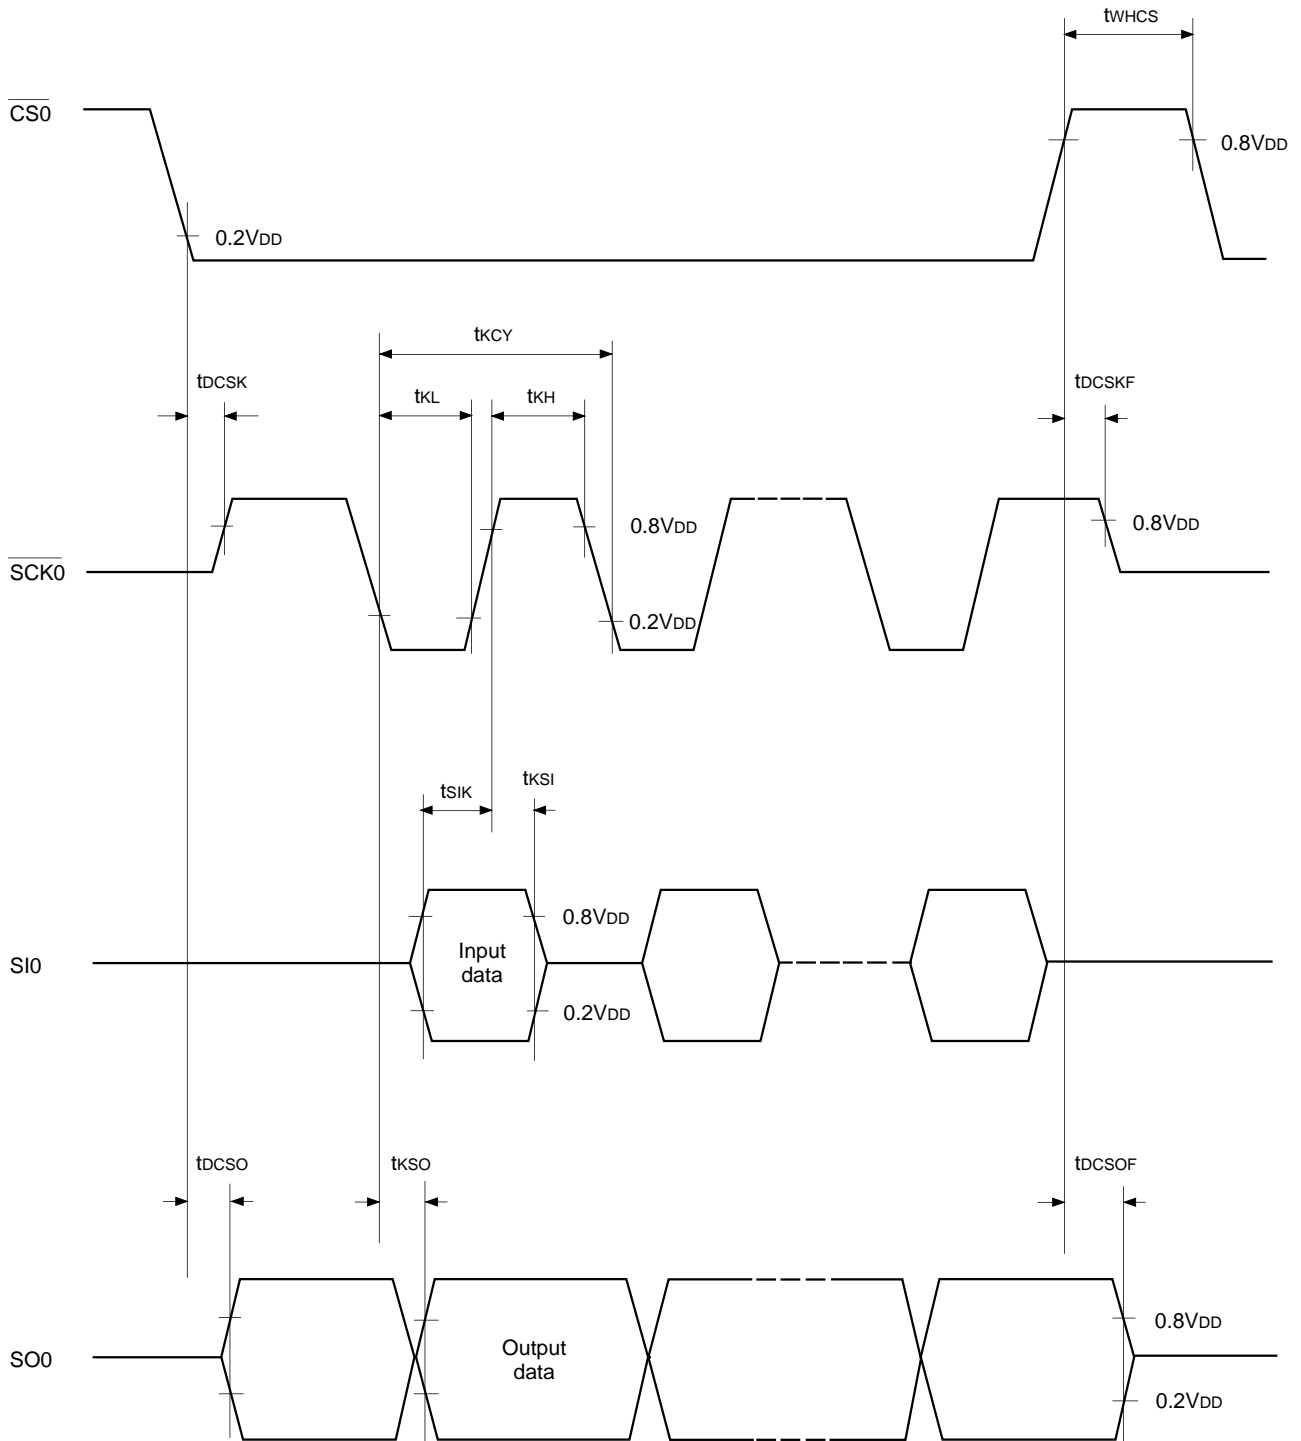 tWHCS
CS0
0.8VDD
0.2VDD
tKCY
tDCSK
tKL
tKH
tDCSKF
0.8VDD
0.8VDD
SCK0
0.2VDD
tSIK
tKSI
0.8VDD
Input
data
SI0
0.2VDD
tDCSO
tKSO
tDCSOF
0.8VDD
SO0
Output
data
0.2VDD